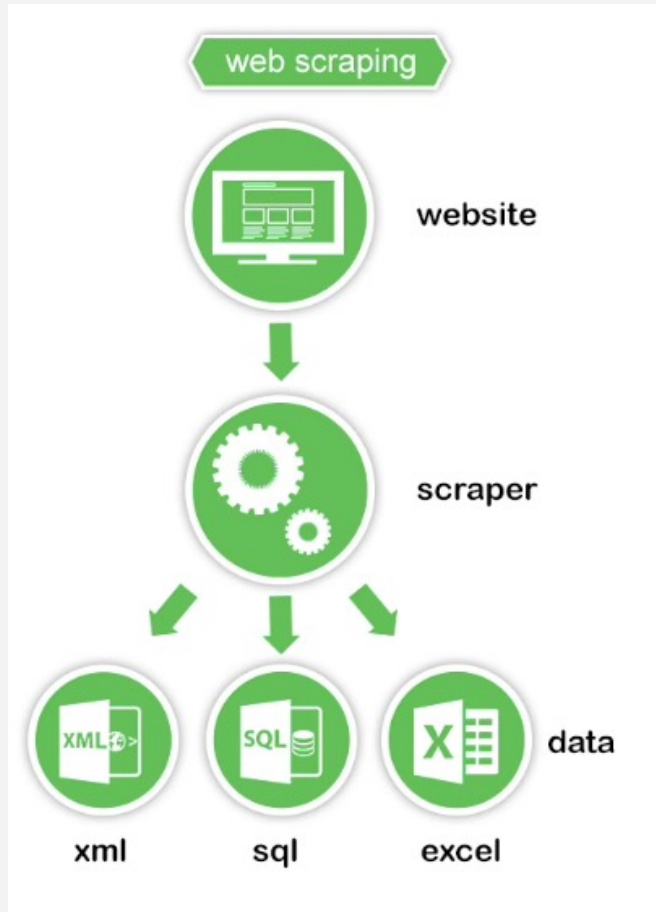 web scraping
website
scraper
XML
SQL
X
data
xml
sql
excel